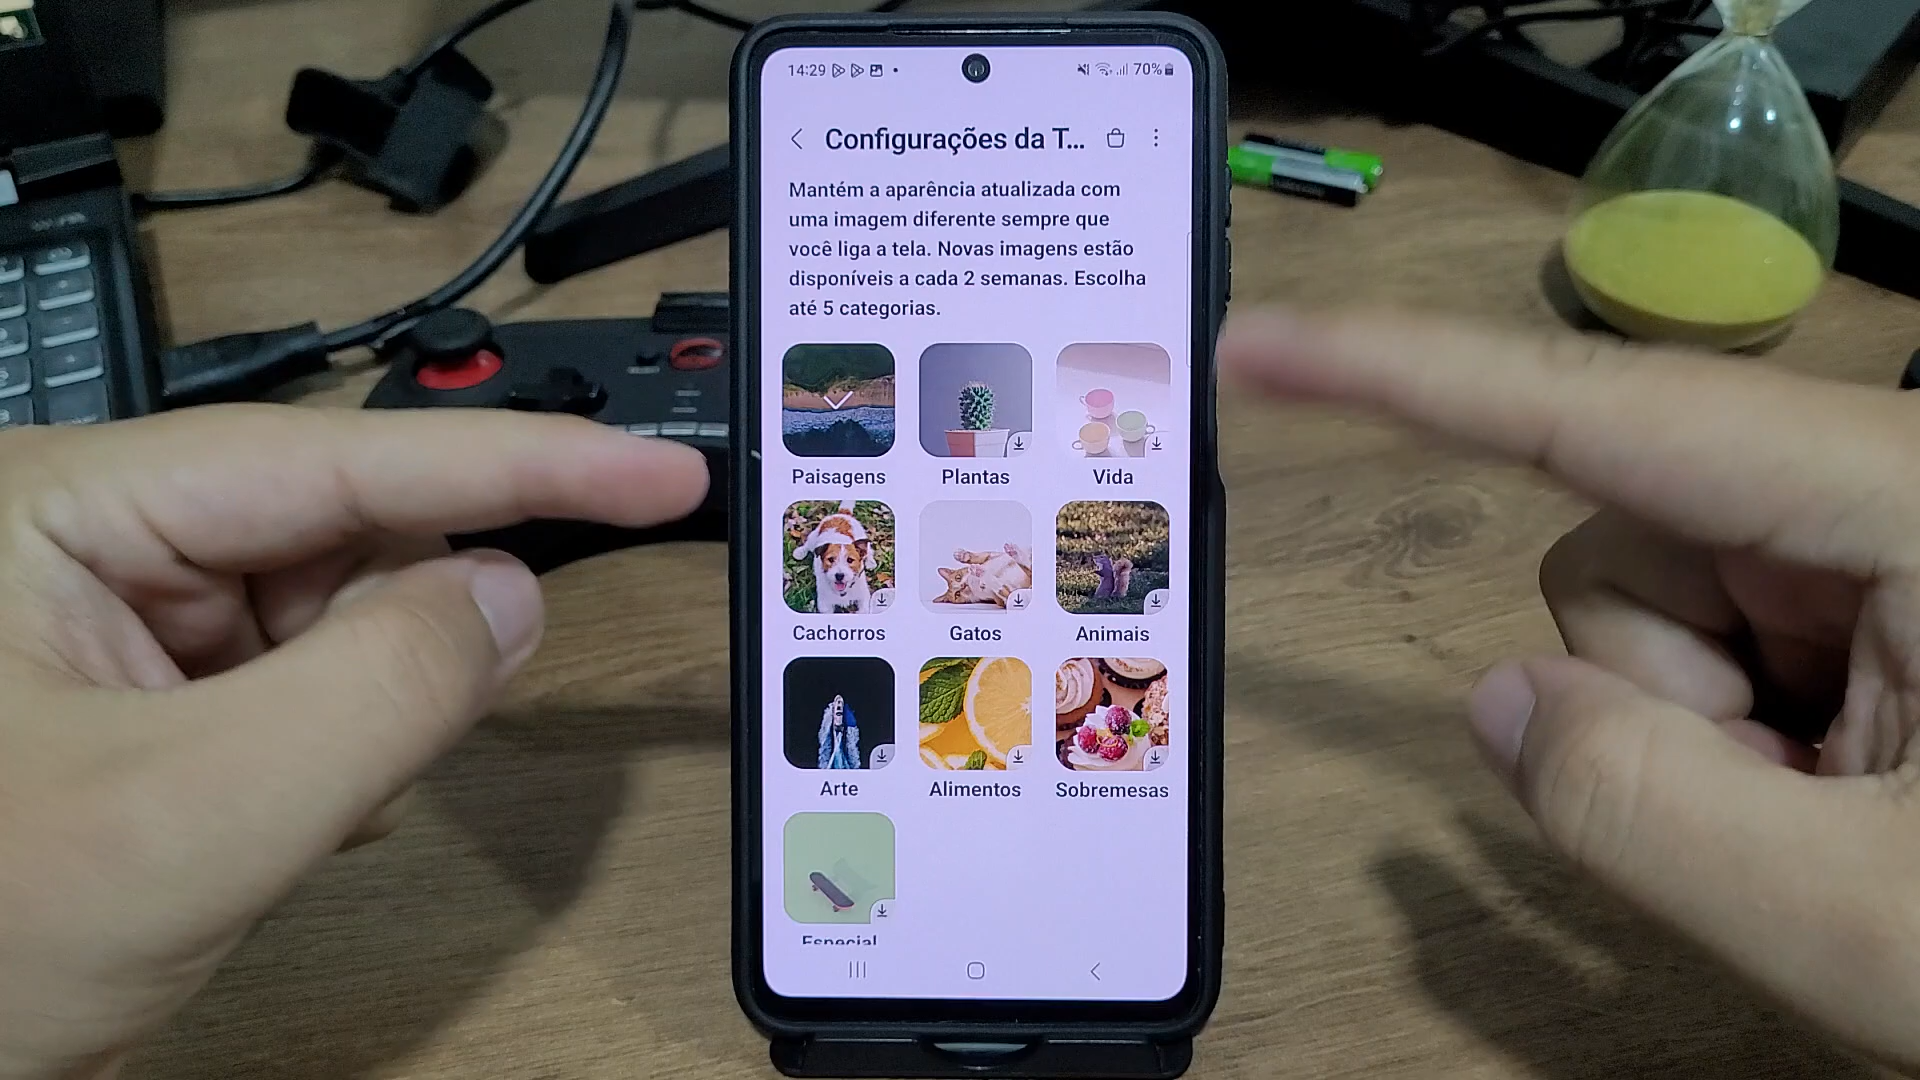 14:29
70%
Configurações da T...
Mantém a aparência atualizada com
uma imagem diferente sempre que
você liga a tela. Novas imagens estão
disponíveis a cada 2 semanas. Escolha
até 5 categorias.
Paisagens
Plantas
Vida
Cachorros
Gatos
Animais
Arte
Alimentos
Sobremesas
Especial